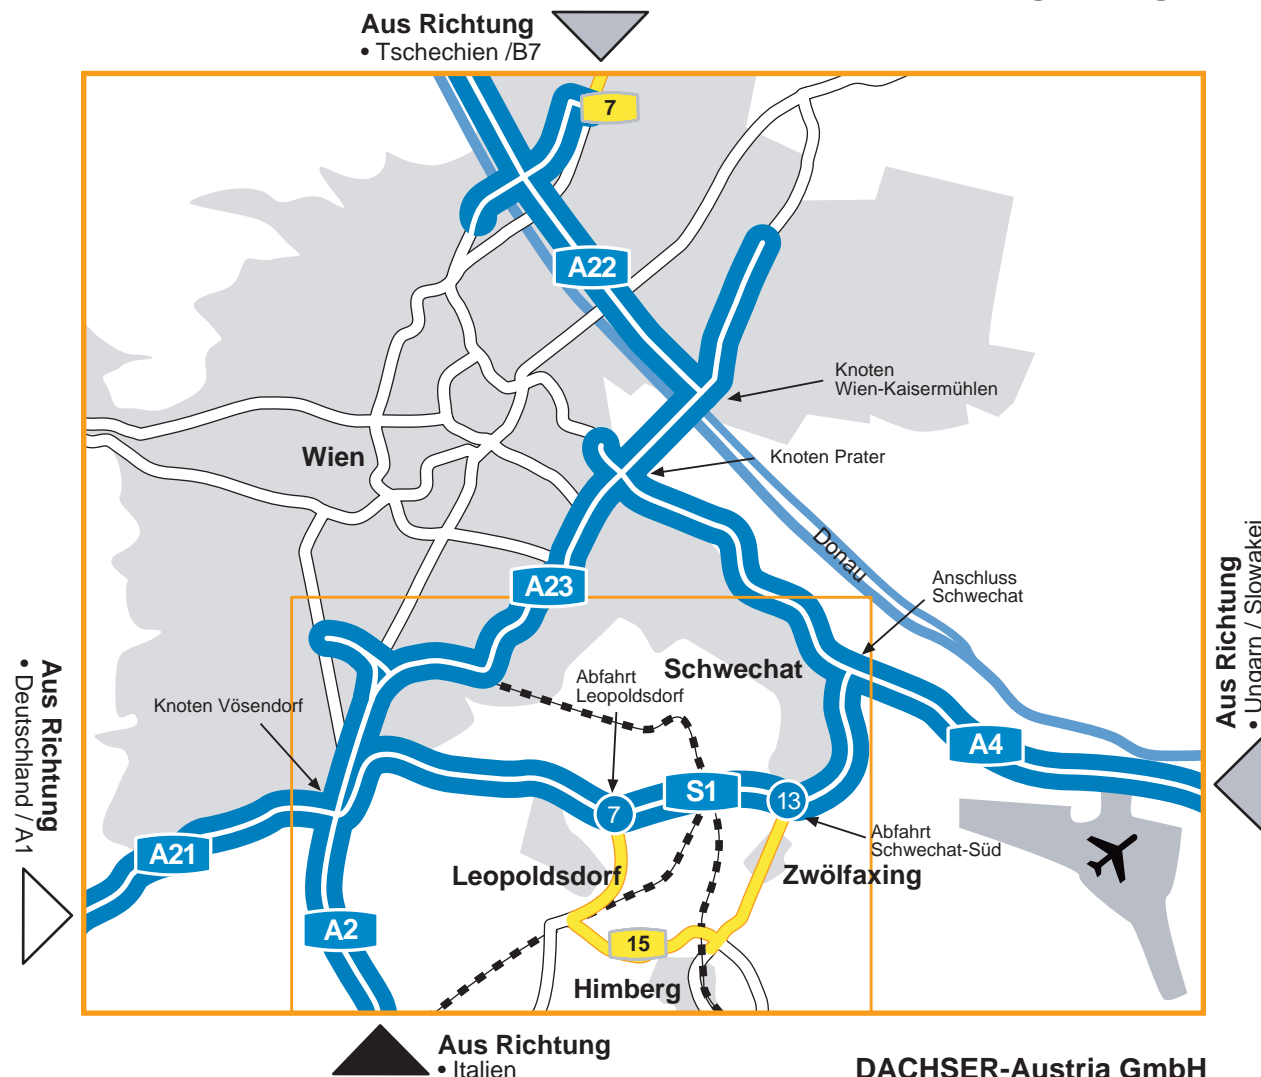 Aus Richtung
• Tschechien /B7
7
A22
Knoten
Wien-Kaisermühlen
Wien
Knoten Prater
Donau
A23
Anschluss
Schwechat
Aus Richtung
• Ungarn / Slowakei
Aus Richtung
• Deutschland / A1
Schwechat
Abfahrt
Leopoldsdorf
Knoten Vösendorf
A4
S1
7
13
Abfahrt
Schwechat-Süd
A21
Leopoldsdorf
Zwölfaxing
A2
15
Himberg
Aus Richtung
• Italien
DACHSER-Austria GmbH